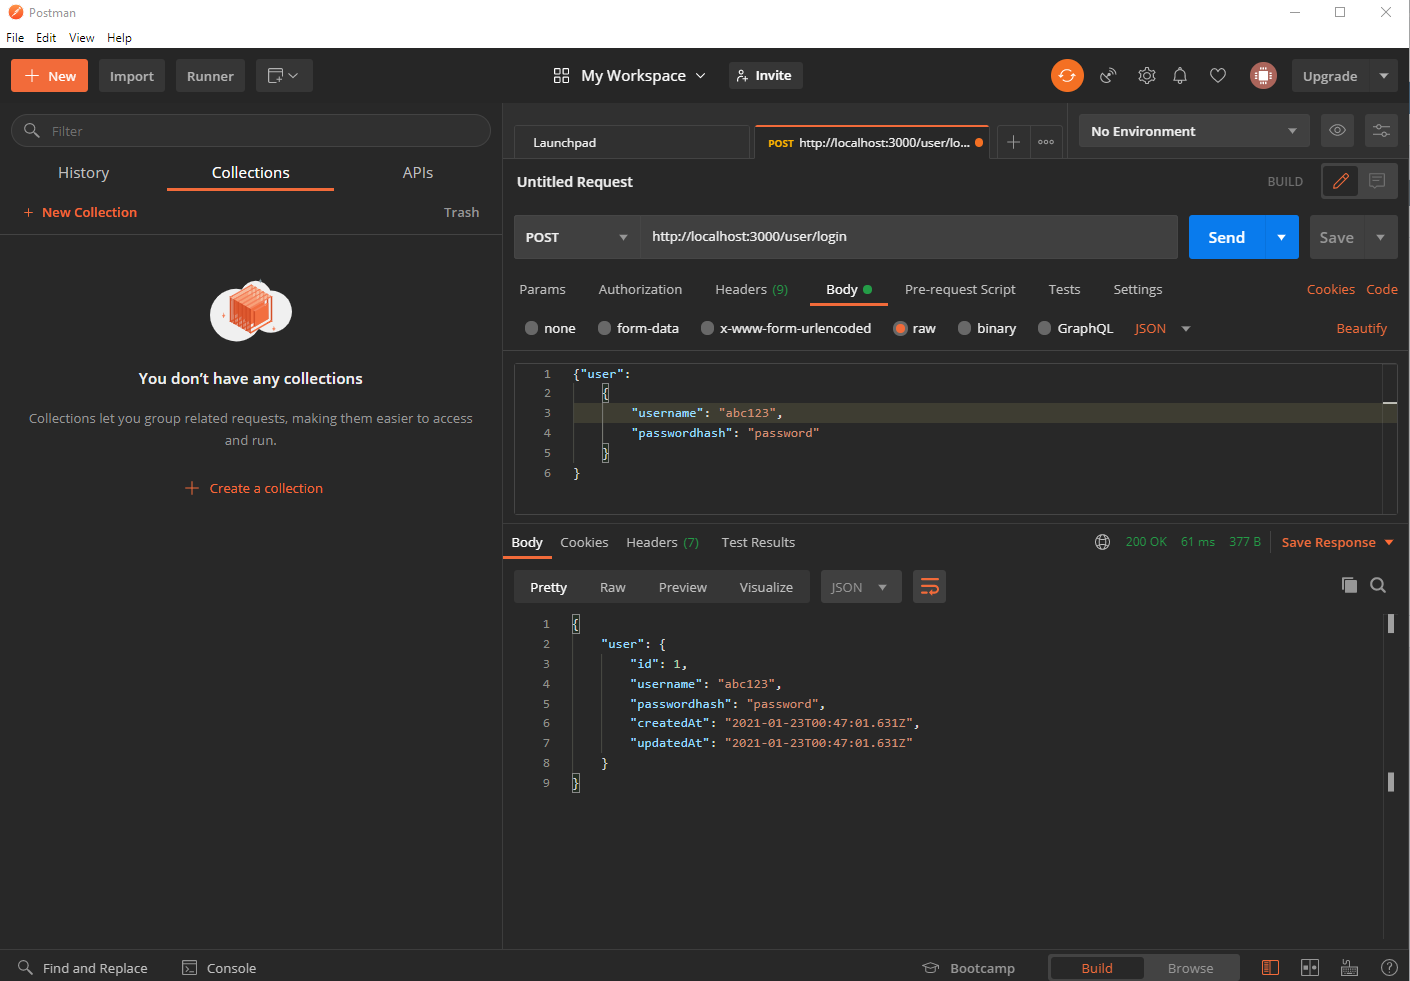 Postman
File Edit View Help
New Import Runner My Workspace Invite Upgrade
Filter
History Collections APIs
New Collection Trash
You don’t have any collections
Collections let you group related requests, making them easier to access
and run.
Create a collection
Launchpad POST http://localhost:3000/user/lo... No Environment
Untitled Request BUILD
POST http://localhost:3000/user/login Send Save
Params Authorization Headers (9) Body Pre-request Script Tests Settings Cookies Code
none form-data x-www-form-urlencoded raw binary GraphQL JSON Beautify
1 {"user":
2 {
3 "username": "abc123",
4 "passwordhash": "password"
5 }
6 }
Body Cookies Headers (7) Test Results 200 OK 61 ms 377 B Save Response
Pretty Raw Preview Visualize JSON
1 {
2 "user": {
3 "id": 1,
4 "username": "abc123",
5 "passwordhash": "password",
6 "createdAt": "2021-01-23T00:47:01.631Z",
7 "updatedAt": "2021-01-23T00:47:01.631Z"
8 }
9 }
Find and Replace Console Bootcamp Build Browse